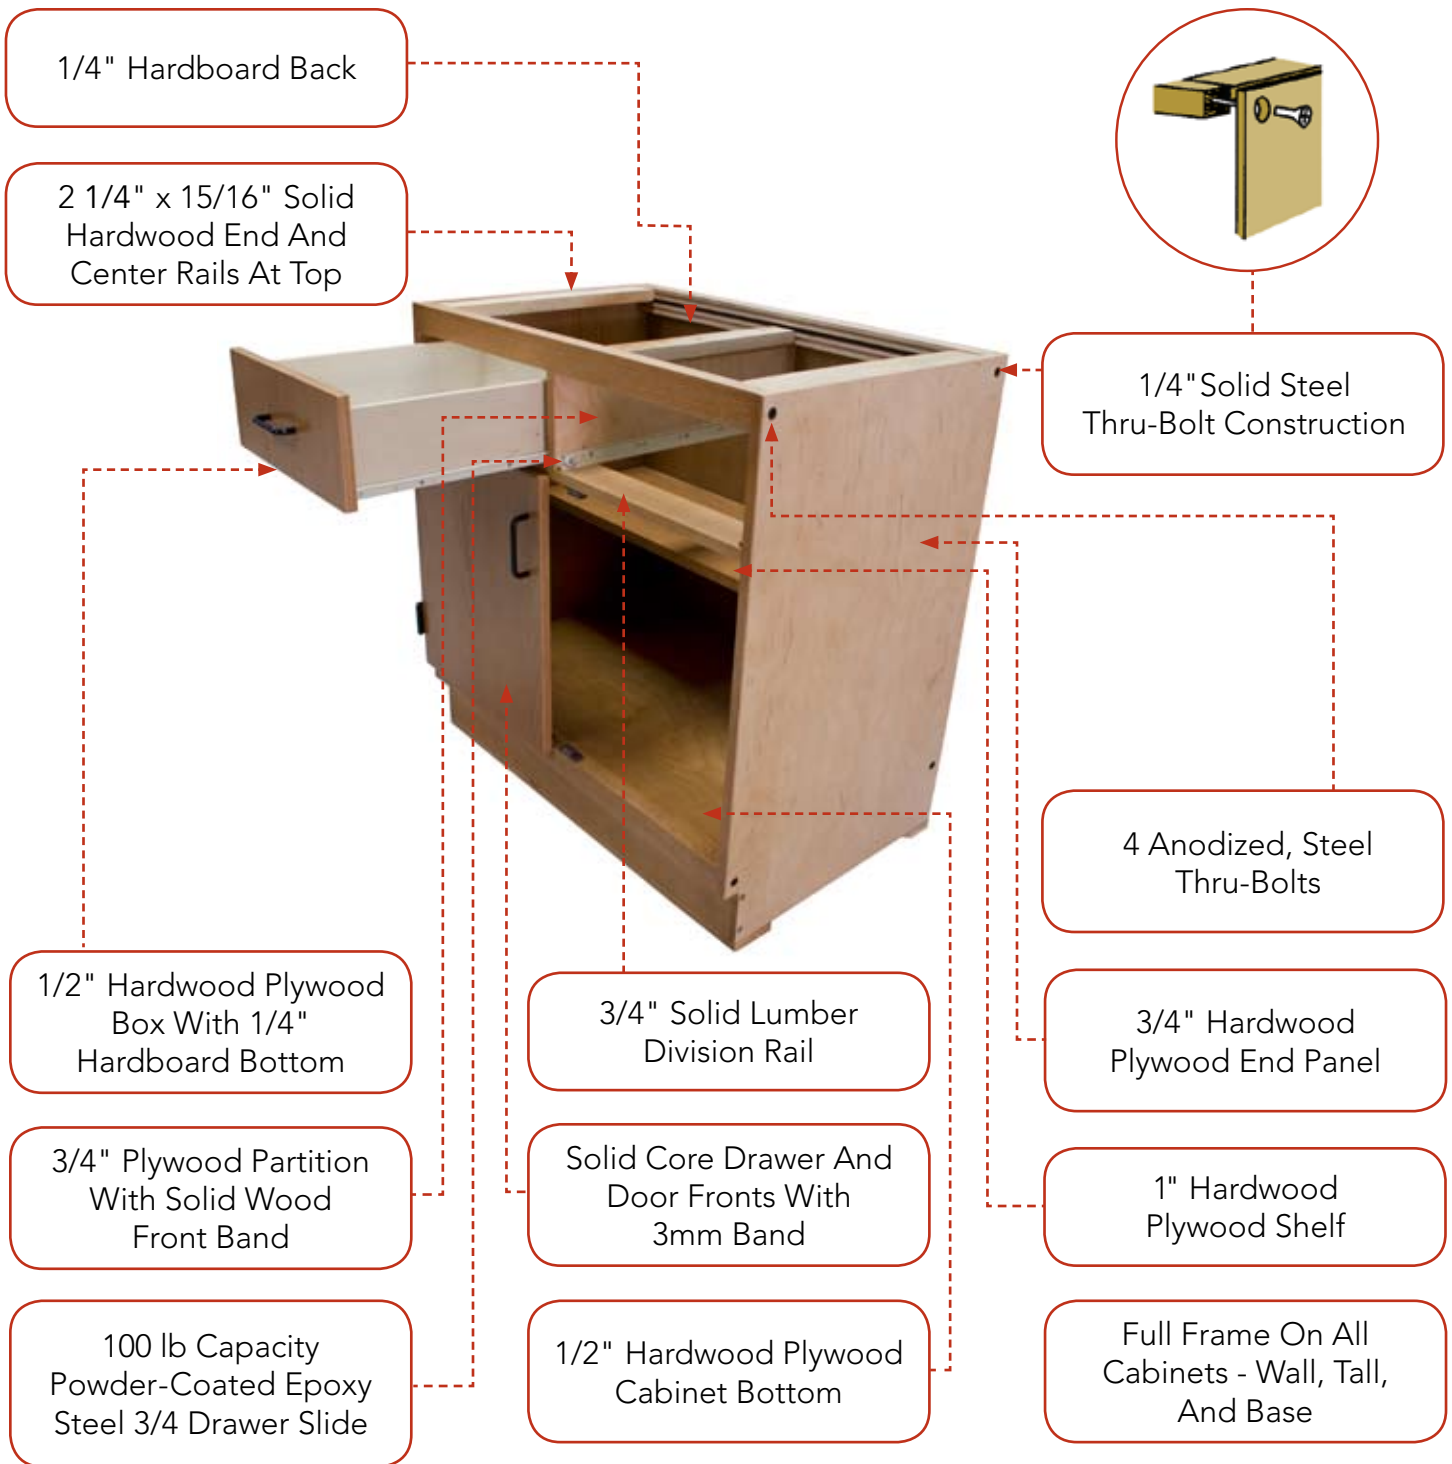 1/4" Hardboard Back
2 1/4" x 15/16" Solid
Hardwood End And
Center Rails At Top
1/4"Solid Steel
Thru-Bolt Construction
4 Anodized, Steel
Thru-Bolts
1/2" Hardwood Plywood
Box With 1/4"
Hardboard Bottom
3/4" Solid Lumber
Division Rail
3/4" Hardwood
Plywood End Panel
3/4" Plywood Partition
With Solid Wood
Front Band
Solid Core Drawer And
Door Fronts With
3mm Band
1" Hardwood
Plywood Shelf
100 lb Capacity
Powder-Coated Epoxy
Steel 3/4 Drawer Slide
1/2" Hardwood Plywood
Cabinet Bottom
Full Frame On All
Cabinets - Wall, Tall,
And Base